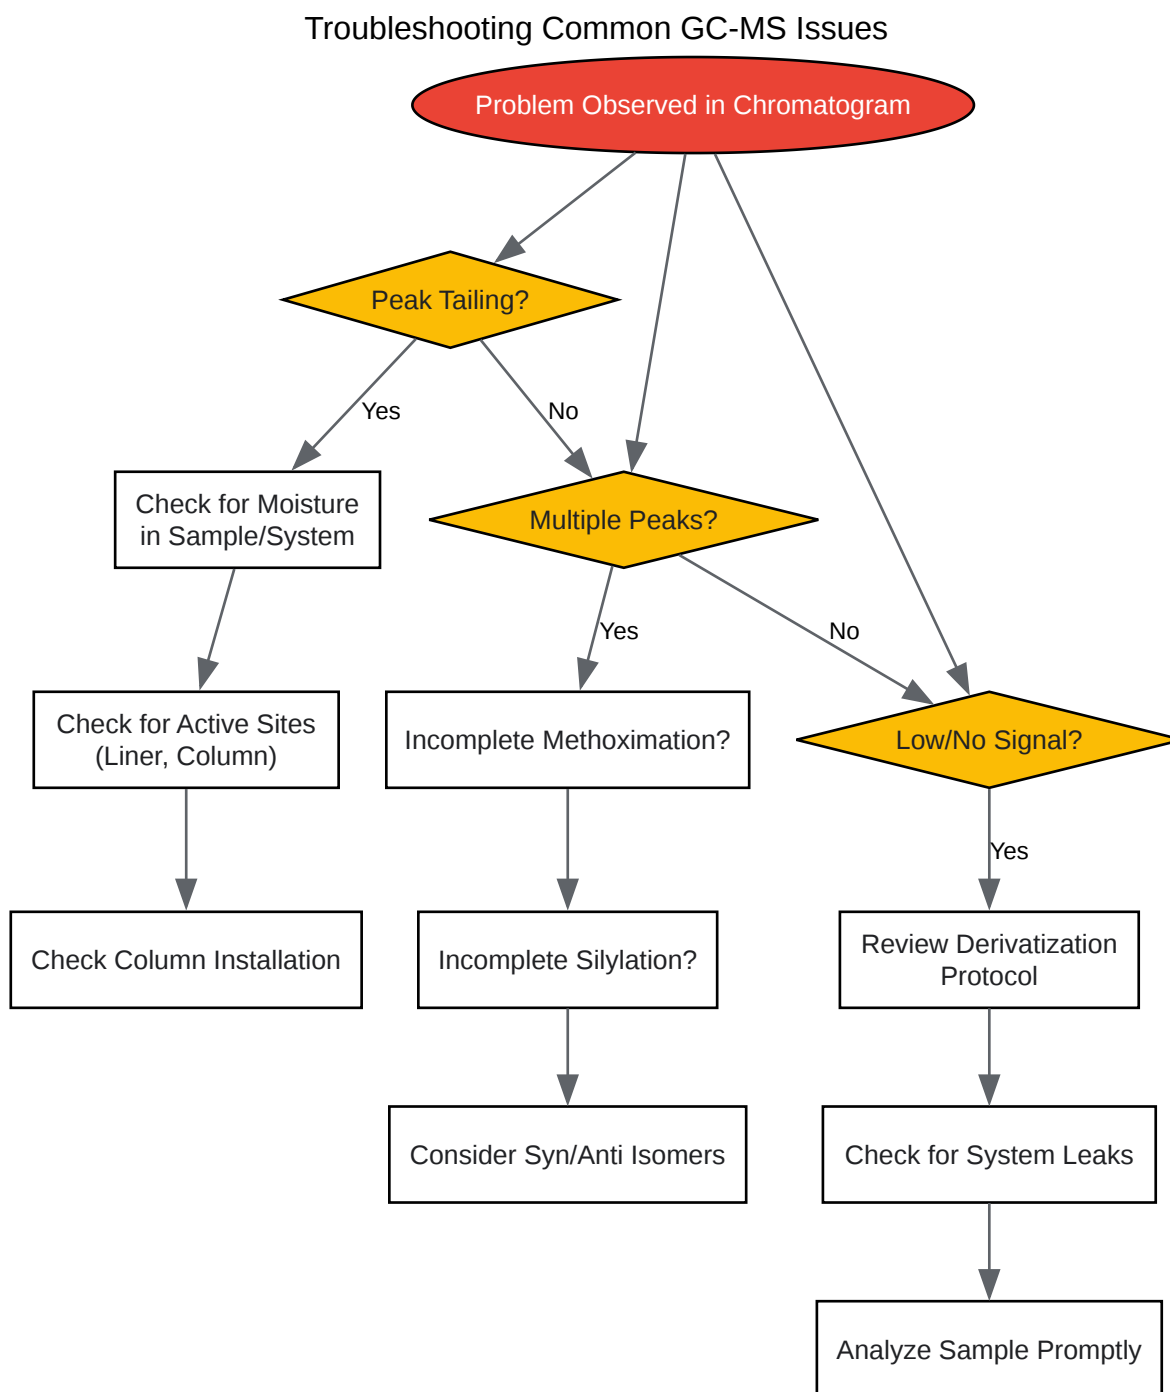 Troubleshooting Common GC-MS Issues
Problem Observed in Chromatogram
Peak Tailing?
Yes
No
Check for Moisture
in Sample/System
Multiple Peaks?
Yes
No
Check for Active Sites
(Liner, Column)
Incomplete Methoximation?
Low/No Signal?
Yes
Check Column Installation
Incomplete Silylation?
Review Derivatization
Protocol
Consider Syn/Anti Isomers
Check for System Leaks
Analyze Sample Promptly